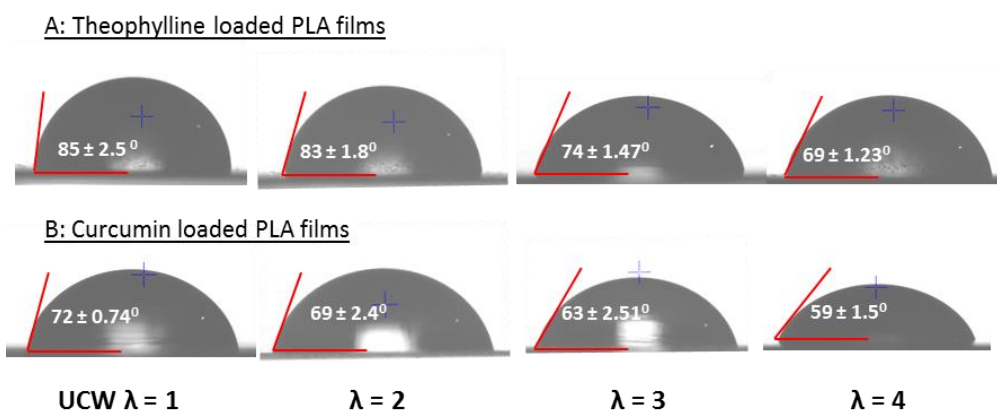 A: Theophylline loaded PLA films
85 ± 2.5⁰ 83 ± 1.8⁰ 74 ± 1.47⁰ 69 ± 1.23⁰
B: Curcumin loaded PLA films
72 ± 0.74⁰ 69 ± 2.4⁰ 63 ± 2.51⁰ 59 ± 1.5⁰
UCW λ = 1 λ = 2 λ = 3 λ = 4